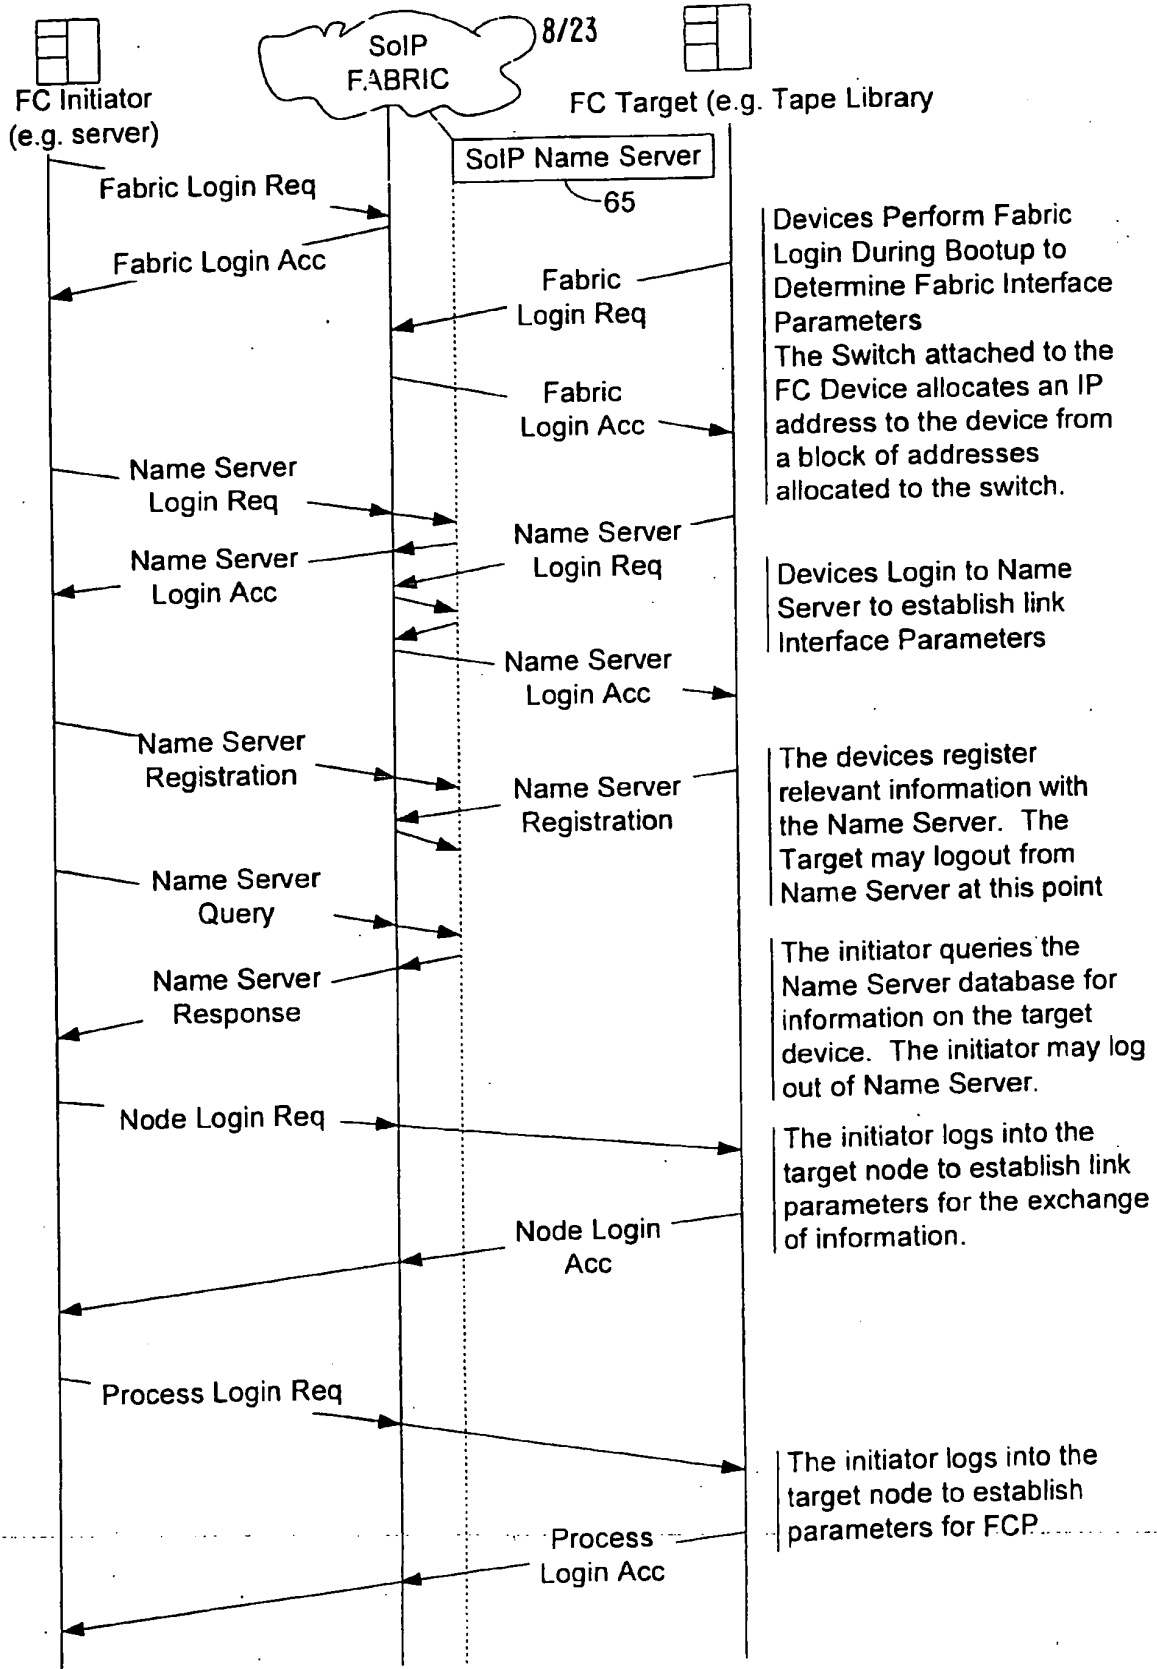 8/23
SoIP
FABRIC
FC Initiator
(e.g. server)
FC Target (e.g. Tape Library
SoIP Name Server
65
Fabric Login Req
Fabric Login Acc
Fabric
Login Req
Fabric
Login Acc
Devices Perform Fabric
Login During Bootup to
Determine Fabric Interface
Parameters
The Switch attached to the
FC Device allocates an IP
address to the device from
a block of addresses
allocated to the switch.
Name Server
Login Req
Name Server
Login Acc
Name Server
Login Req
Name Server
Login Acc
Devices Login to Name
Server to establish link
Interface Parameters
Name Server
Registration
Name Server
Registration
The devices register
relevant information with
the Name Server. The
Target may logout from
Name Server at this point
Name Server
Query
Name Server
Response
The initiator queries the
Name Server database for
information on the target
device. The initiator may log
out of Name Server.
Node Login Req
Node Login
Acc
The initiator logs into the
target node to establish link
parameters for the exchange
of information.
Process Login Req
Process
Login Acc
The initiator logs into the
target node to establish
parameters for FCP